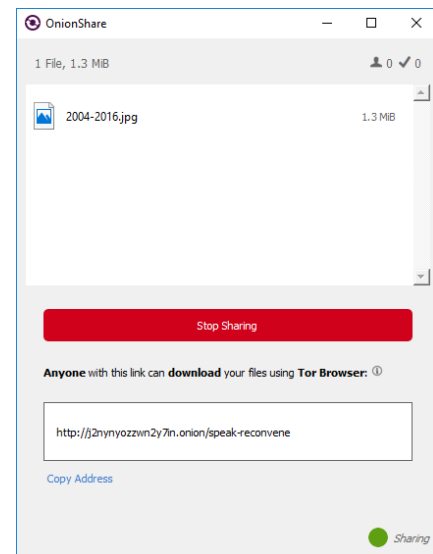 OnionShare
1 File, 1.3 MiB 0 0
2004-2016.jpg 1.3 MiB
Stop Sharing
Anyone with this link can download your files using Tor Browser:
http://j2nynyozzwn2y7in.onion/speak-reconvene
Copy Address
Sharing